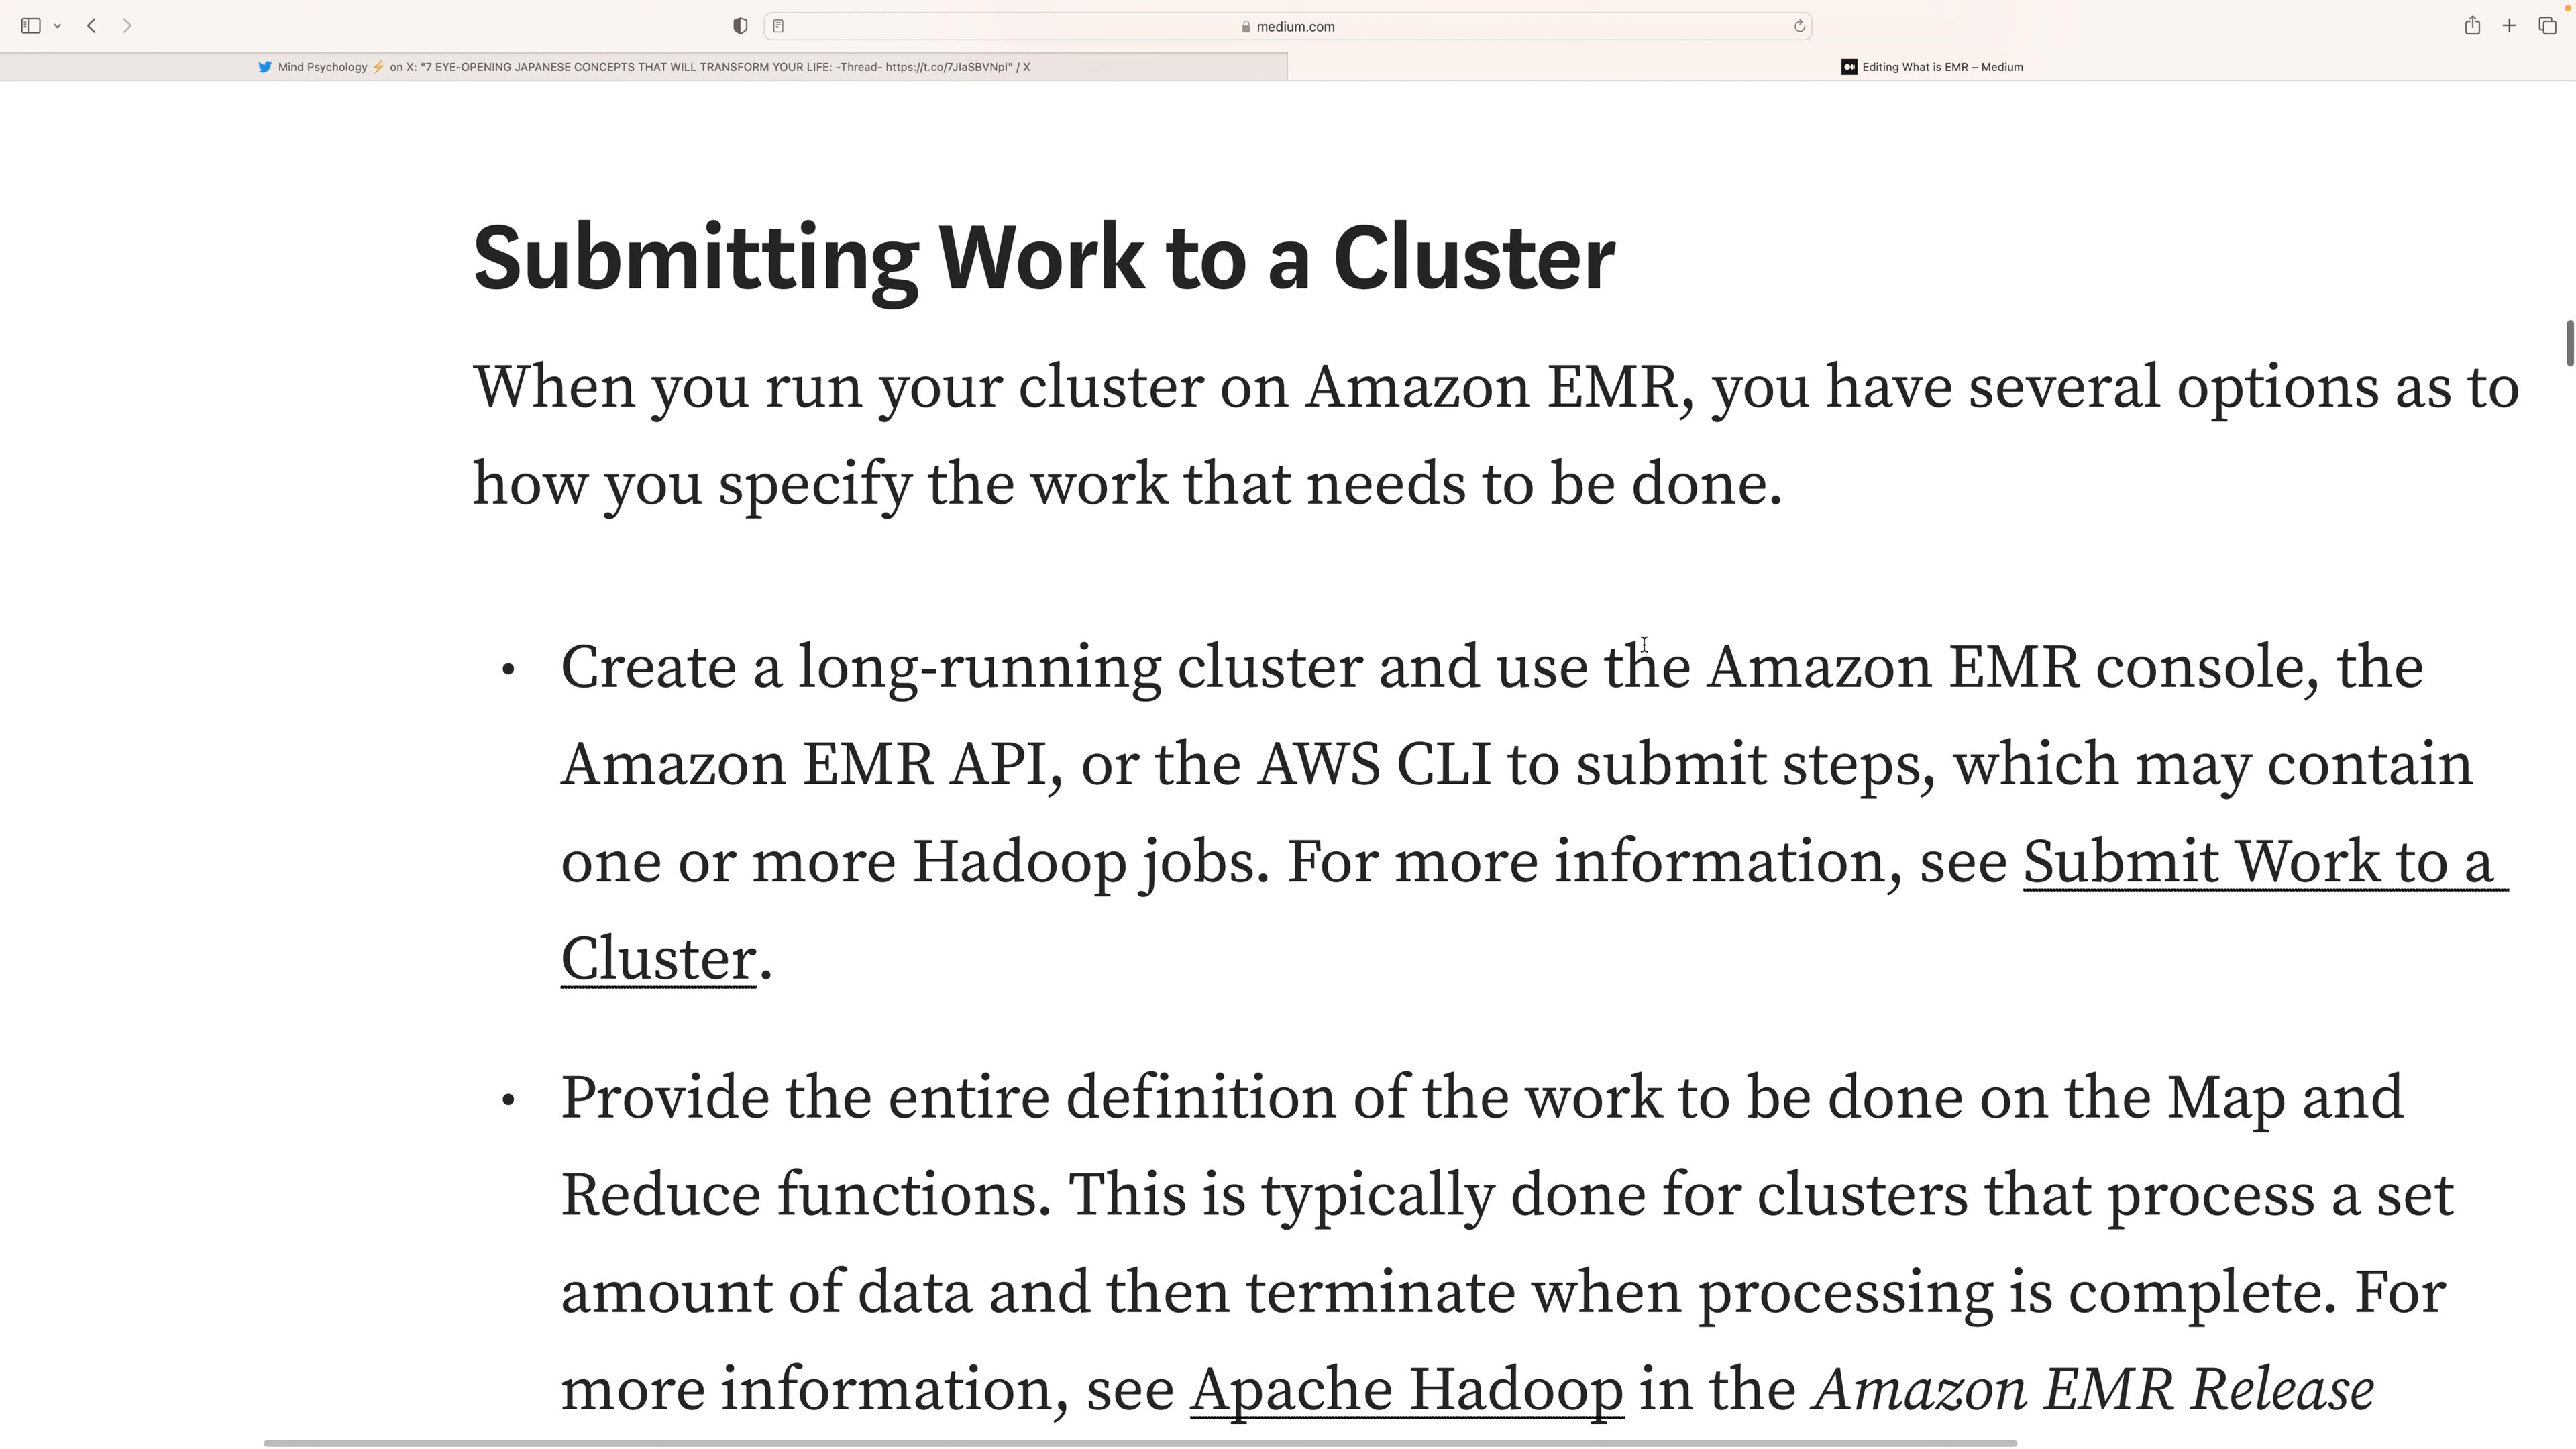 medium.com
Mind Psychology ⚡ on X: "7 EYE-OPENING JAPANESE CONCEPTS THAT WILL TRANSFORM YOUR LIFE: -Thread- https://t.co/7JlaSBVNpI" / X
Editing What is EMR – Medium
Submitting Work to a Cluster
When you run your cluster on Amazon EMR, you have several options as to
how you specify the work that needs to be done.
• Create a long-running cluster and use the Amazon EMR console, the
Amazon EMR API, or the AWS CLI to submit steps, which may contain
one or more Hadoop jobs. For more information, see Submit Work to a
Cluster.
• Provide the entire definition of the work to be done on the Map and
Reduce functions. This is typically done for clusters that process a set
amount of data and then terminate when processing is complete. For
more information, see Apache Hadoop in the Amazon EMR Release